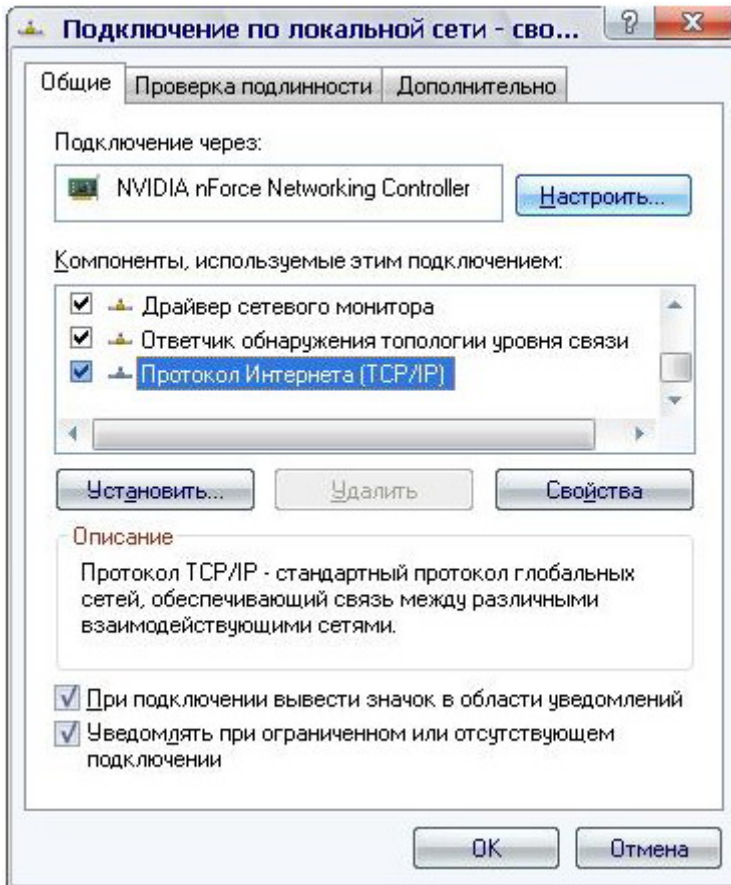 Подключение по локальной сети - сво...
Общие
Проверка подлинности
Дополнительно
Подключение через:
NVIDIA nForce Networking Controller
Настроить...
Компоненты, используемые этим подключением:
Драйвер сетевого монитора
Ответчик обнаружения топологии уровня связи
Протокол Интернета (TCP/IP)
Установить...
Удалить
Свойства
Описание
Протокол TCP/IP - стандартный протокол глобальных
сетей, обеспечивающий связь между различными
взаимодействующими сетями.
При подключении вывести значок в области уведомлений
Уведомлять при ограниченном или отсутствующем
подключении
OK
Отмена